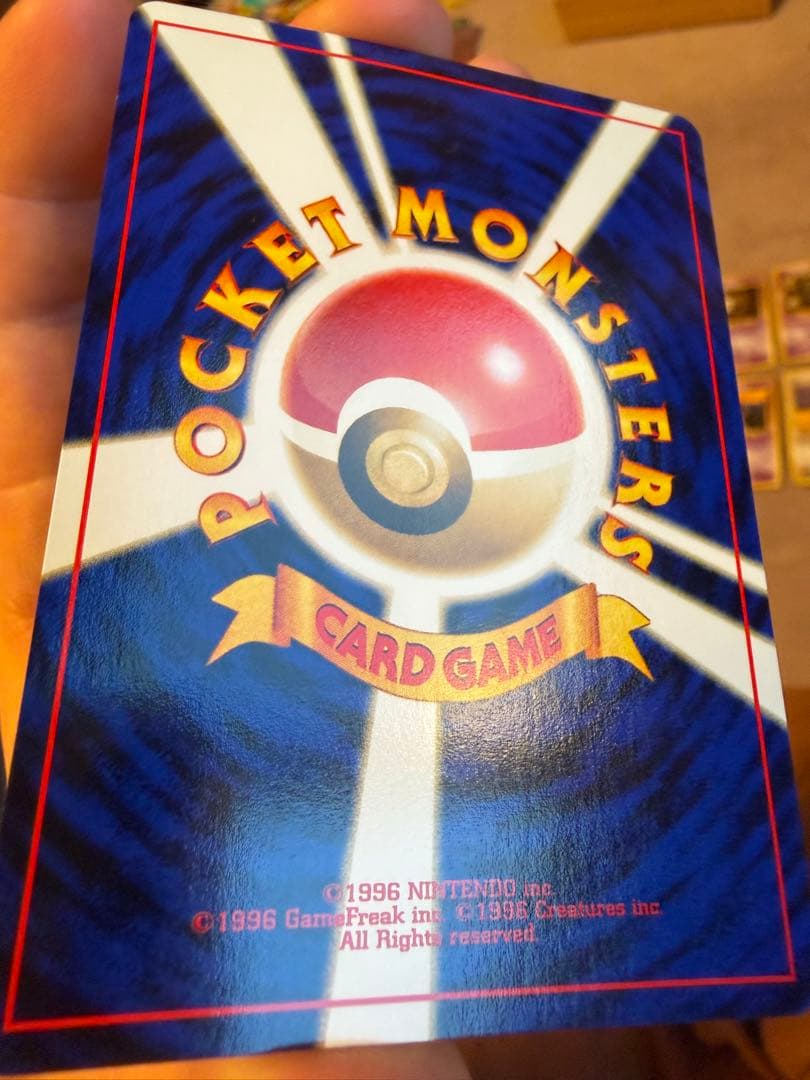 POCKET MONSTERS
CARD GAME
©1996 NINTENDO inc.
©1996 GameFreak inc. ©1996 Creatures inc.
All Rights reserved.